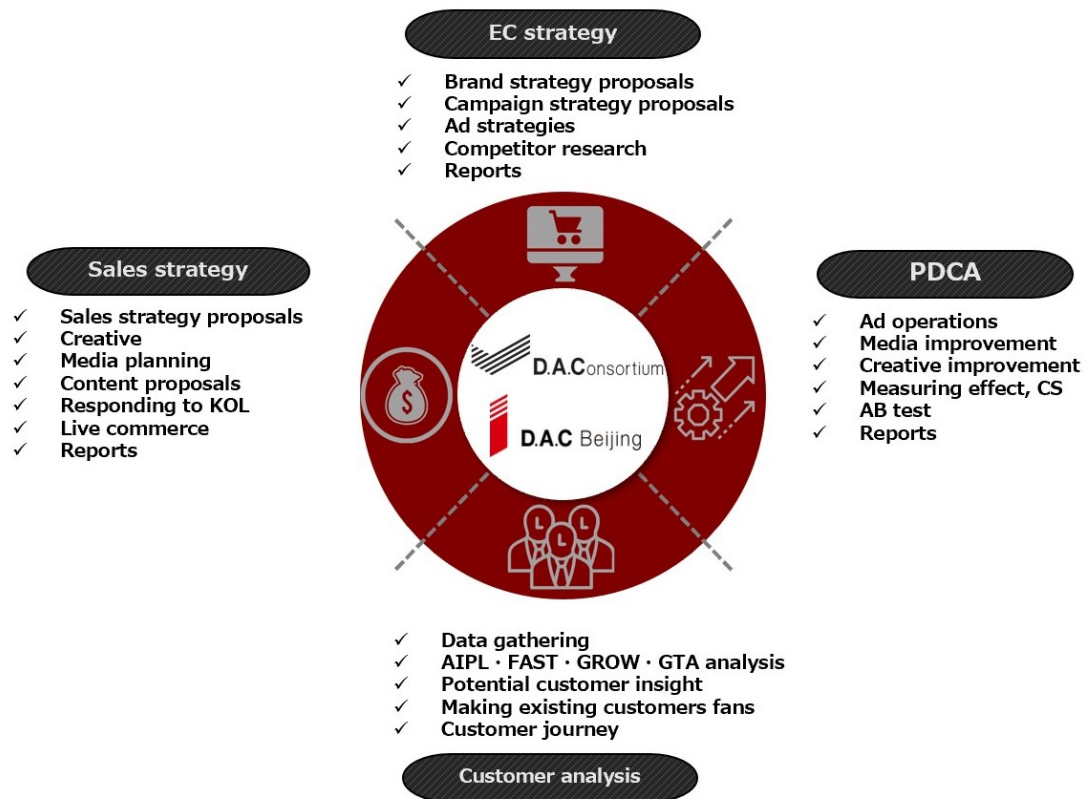 EC strategy
✓ Brand strategy proposals
✓ Campaign strategy proposals
✓ Ad strategies
✓ Competitor research
✓ Reports
Sales strategy
✓ Sales strategy proposals
✓ Creative
✓ Media planning
✓ Content proposals
✓ Responding to KOL
✓ Live commerce
✓ Reports
$
D.A.Consortium
D.A.C Beijing
PDCA
✓ Ad operations
✓ Media improvement
✓ Creative improvement
✓ Measuring effect, CS
✓ AB test
✓ Reports
✓ Data gathering
✓ AIPL・FAST・GROW・GTA analysis
✓ Potential customer insight
✓ Making existing customers fans
✓ Customer journey
Customer analysis